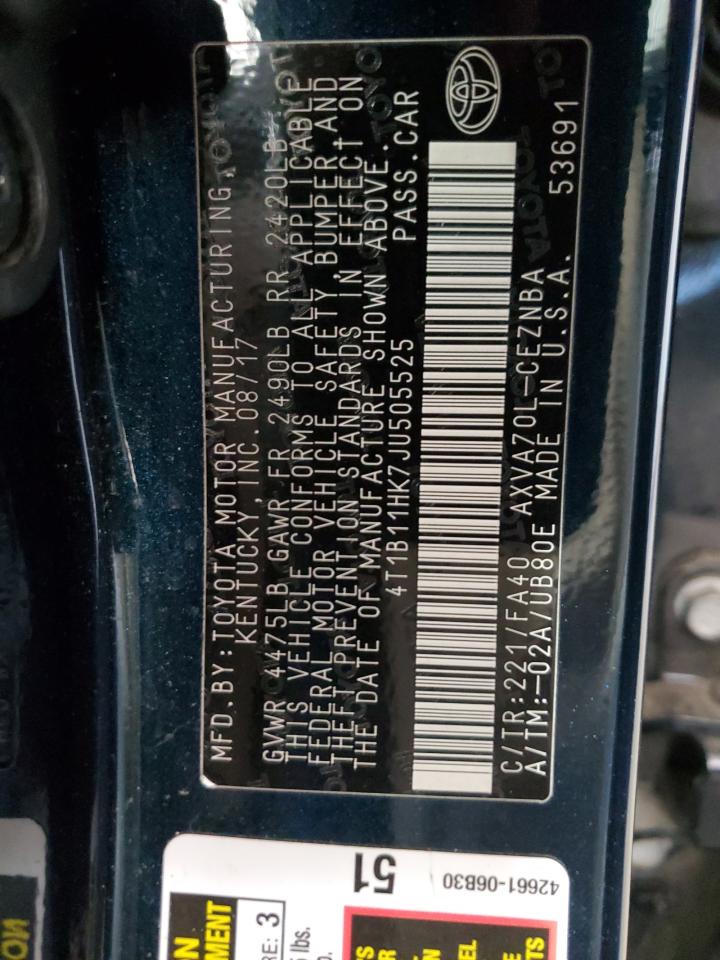 MFD.BY:TOYOTA MOTOR MANUFACTURING,
KENTUCKY, INC 08/17
GVWR 4475LB GAWR FR 2490LB RR 2420LB
THIS VEHICLE CONFORMS TO ALL APPLICABLE
FEDERAL MOTOR VEHICLE SAFETY, BUMPER AND
THEFT PREVENTION STANDARDS IN EFFECT ON
THE DATE OF MANUFACTURE SHOWN ABOVE.
4T1B11HK7JU505525 PASS.CAR
C/TR:221/FA40 AXVA70L-CEZNBA
A/TM:-02A/UB80E MADE IN U.S.A. 53691
51
42661-06B30
3
lbs.